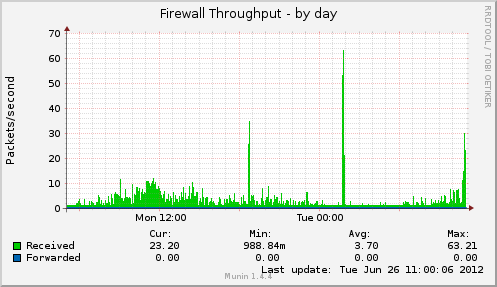 Firewall Throughput - by day
RRDTOOL / TOBI OETIKER
Packets/second
70
60
50
40
30
20
10
0
Mon 12:00 Tue 00:00
Cur: Min: Avg: Max:
Received 23.20 988.84m 3.70 63.21
Forwarded 0.00 0.00 0.00 0.00
Last update: Tue Jun 26 11:00:06 2012
Munin 1.4.4